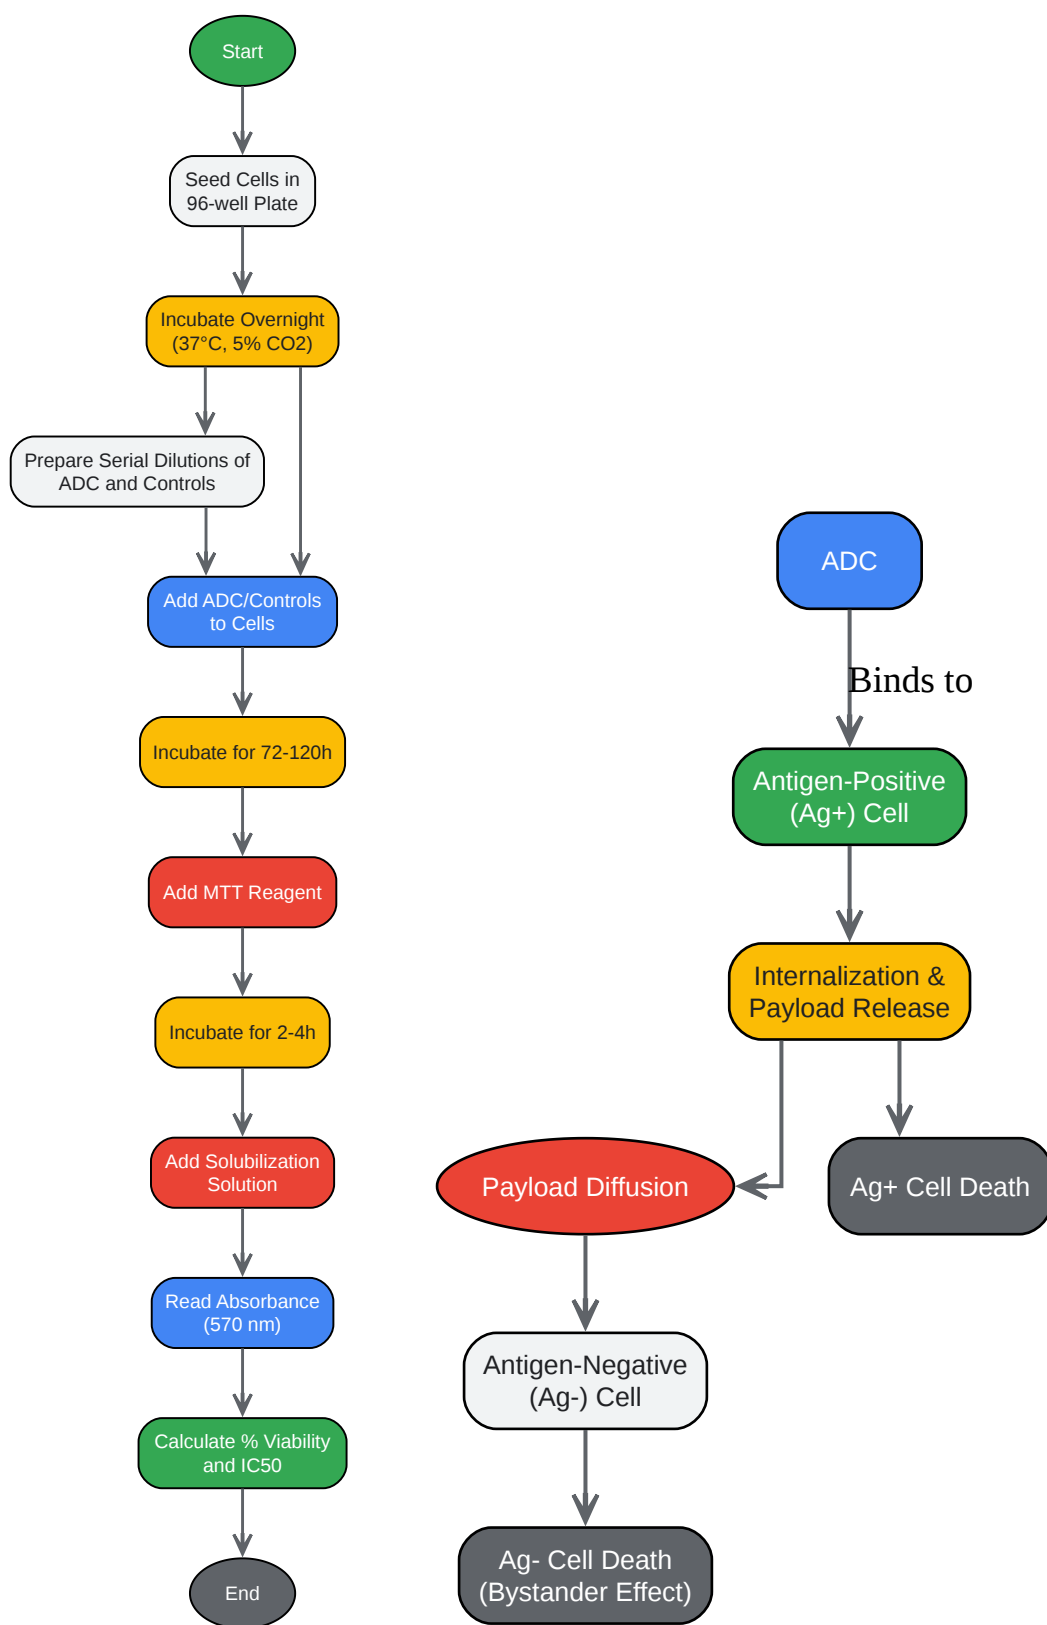 Start
Seed Cells in
96-well Plate
Incubate Overnight
(37°C, 5% CO2)
Prepare Serial Dilutions of
ADC and Controls
Add ADC/Controls
to Cells
Incubate for 72-120h
Add MTT Reagent
Incubate for 2-4h
Add Solubilization
Solution
Read Absorbance
(570 nm)
Calculate % Viability
and IC50
End
ADC
Binds to
Antigen-Positive
(Ag+) Cell
Internalization &
Payload Release
Payload Diffusion
Ag+ Cell Death
Antigen-Negative
(Ag-) Cell
Ag- Cell Death
(Bystander Effect)